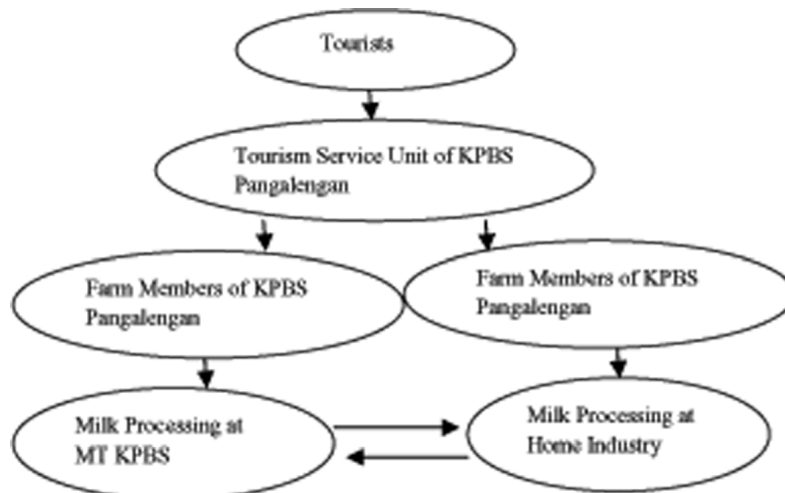 Tourists
Tourism Service Unit of KPBS
Pangalengan
Farm Members of KPBS
Pangalengan
Farm Members of KPBS
Pangalengan
Milk Processing at
MT KPBS
Milk Processing at
Home Industry